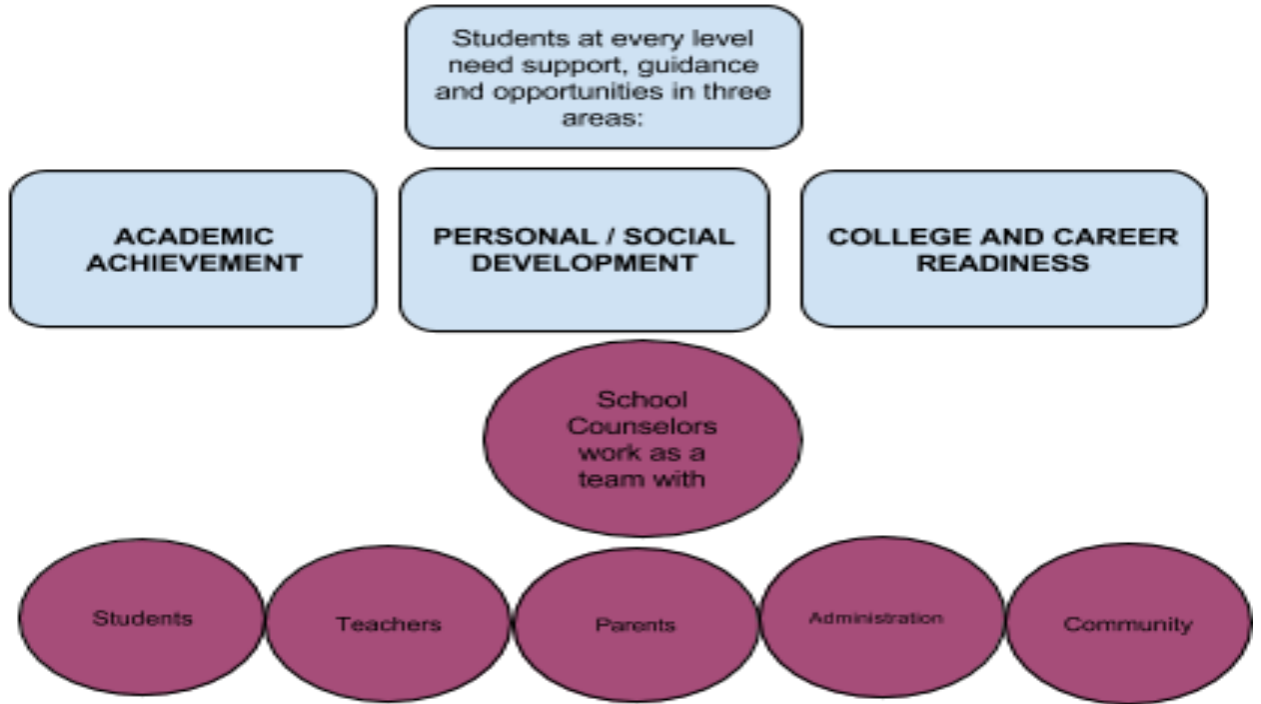 Students at every level
need support, guidance
and opportunities in three
areas:
ACADEMIC
ACHIEVEMENT
PERSONAL / SOCIAL
DEVELOPMENT
COLLEGE AND CAREER
READINESS
School
Counselors
work as a
team with
Students
Teachers
Parents
Administration
Community